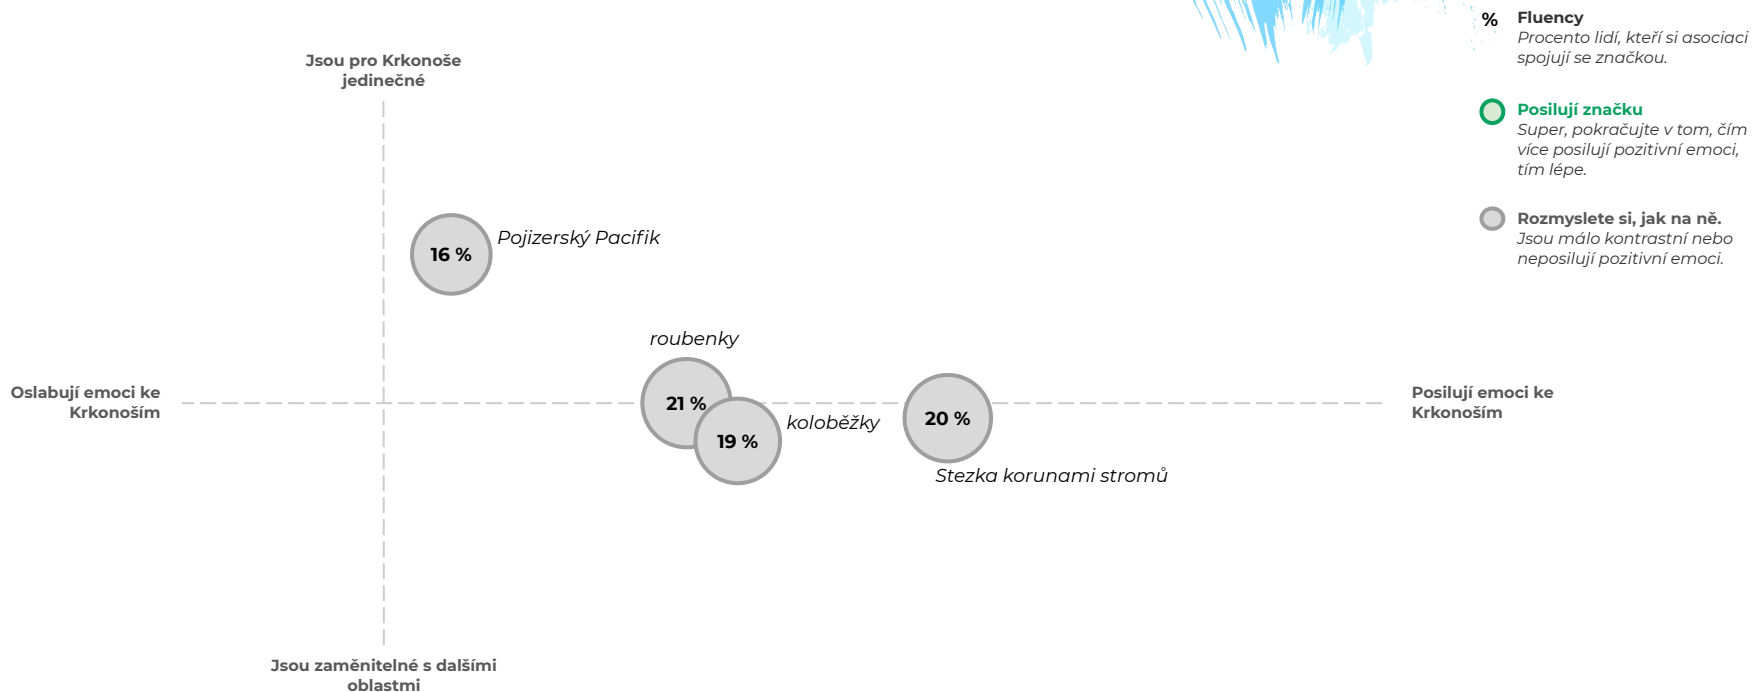 % Fluency
Procento lidí, kteří si asociaci
spojují se značkou.
Jsou pro Krkonoše
jedinečné
Posilují značku
Super, pokračujte v tom, čím
více posilují pozitivní emoci,
tím lépe.
Rozmyslete si, jak na ně.
Jsou málo kontrastní nebo
neposilují pozitivní emoci.
16 %
Pojizerský Pacifik
roubenky
Oslabují emoci ke
Krkonoším
21 %
19 %
koloběžky
20 %
Stezka korunami stromů
Posilují emoci ke
Krkonoším
Jsou zaměnitelné s dalšími
oblastmi